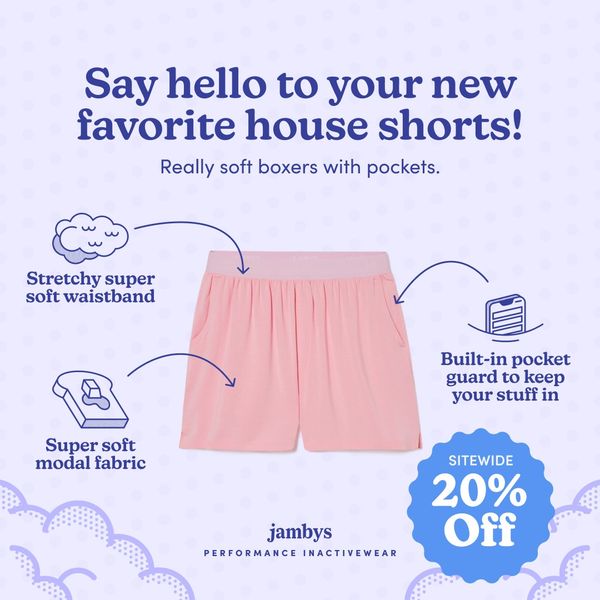 Say hello to your new
favorite house shorts!
Really soft boxers with pockets.
Stretchy super
soft waistband
Built-in pocket
guard to keep
your stuff in
Super soft
modal fabric
SITEWIDE
20%
Off
jambys
PERFORMANCE INACTIVEWEAR